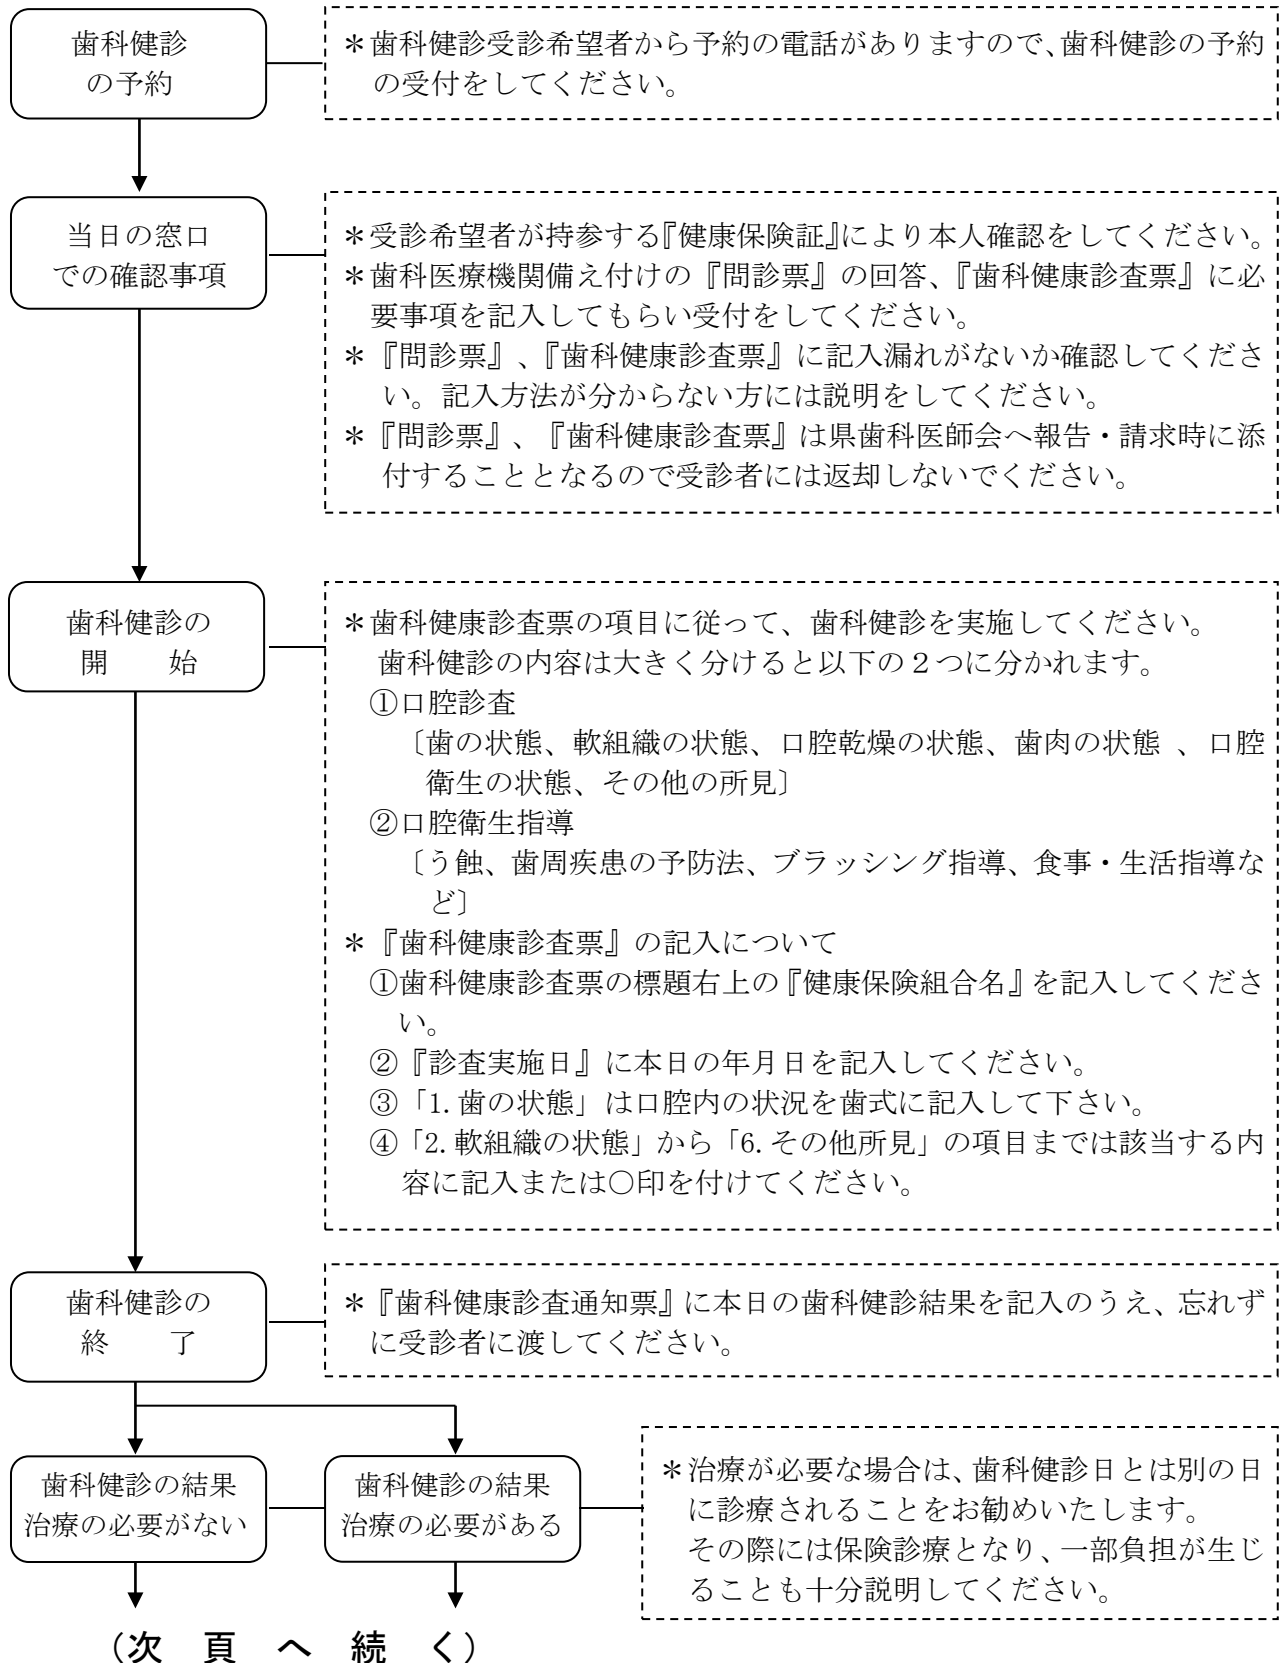 歯科健診
の予約
＊歯科健診受診希望者から予約の電話がありますので、歯科健診の予約
の受付をしてください。
当日の窓口
での確認事項
＊受診希望者が持参する『健康保険証』により本人確認をしてください。
＊歯科医療機関備え付けの『問診票』の回答、『歯科健康診査票』に必
要事項を記入してもらい受付をしてください。
＊『問診票』、『歯科健康診査票』に記入漏れがないか確認してくださ
い。記入方法が分からない方には説明をしてください。
＊『問診票』、『歯科健康診査票』は県歯科医師会へ報告・請求時に添
付することとなるので受診者には返却しないでください。
歯科健診の
開　　始
＊歯科健康診査票の項目に従って、歯科健診を実施してください。
歯科健診の内容は大きく分けると以下の２つに分かれます。
①口腔診査
〔歯の状態、軟組織の状態、口腔乾燥の状態、歯肉の状態 、口腔
衛生の状態、その他の所見〕
②口腔衛生指導
〔う蝕、歯周疾患の予防法、ブラッシング指導、食事・生活指導な
ど〕
＊『歯科健康診査票』の記入について
①歯科健康診査票の標題右上の『健康保険組合名』を記入してくださ
い。
②『診査実施日』に本日の年月日を記入してください。
③「1.歯の状態」は口腔内の状況を歯式に記入して下さい。
④「2.軟組織の状態」から「6.その他所見」の項目までは該当する内
容に記入または〇印を付けてください。
歯科健診の
終　　了
＊『歯科健康診査通知票』に本日の歯科健診結果を記入のうえ、忘れず
に受診者に渡してください。
歯科健診の結果
治療の必要がない
歯科健診の結果
治療の必要がある
＊治療が必要な場合は、歯科健診日とは別の日
に診療されることをお勧めいたします。
その際には保険診療となり、一部負担が生じ
ることも十分説明してください。
（次　頁　へ　続　く）